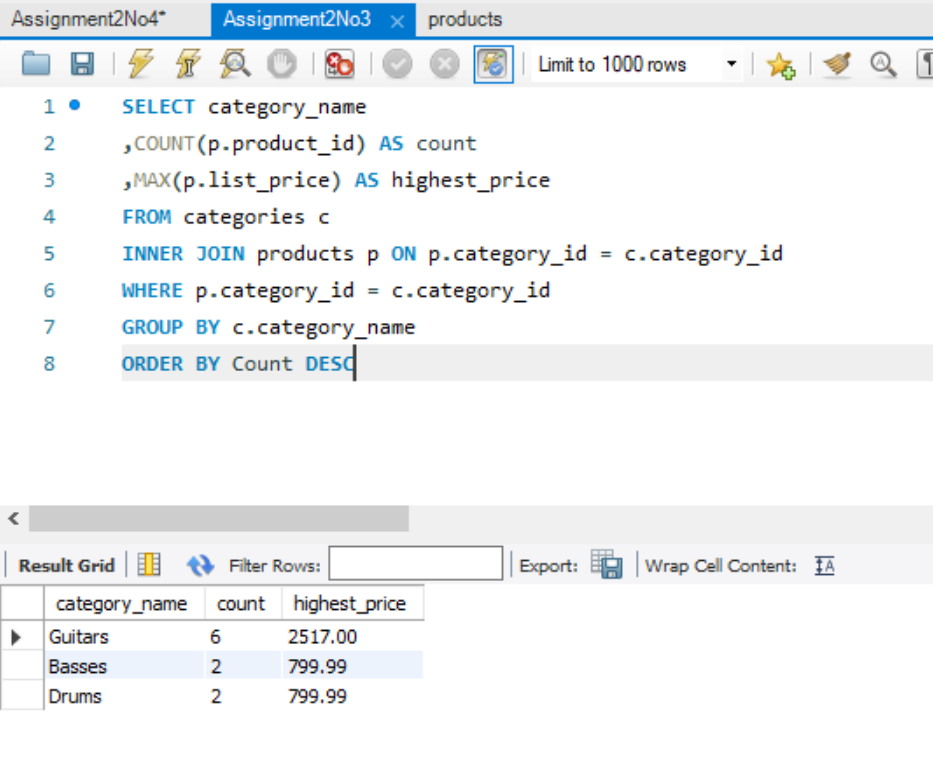 Assignment2No4* Assignment2No3 × products
Limit to 1000 rows
1 SELECT category_name
2 ,COUNT(p.product_id) AS count
3 ,MAX(p.list_price) AS highest_price
4 FROM categories c
5 INNER JOIN products p ON p.category_id = c.category_id
6 WHERE p.category_id = c.category_id
7 GROUP BY c.category_name
8 ORDER BY Count DESC
Result Grid Filter Rows: Export: Wrap Cell Content: IA
category_name count highest_price
Guitars 6 2517.00
Basses 2 799.99
Drums 2 799.99